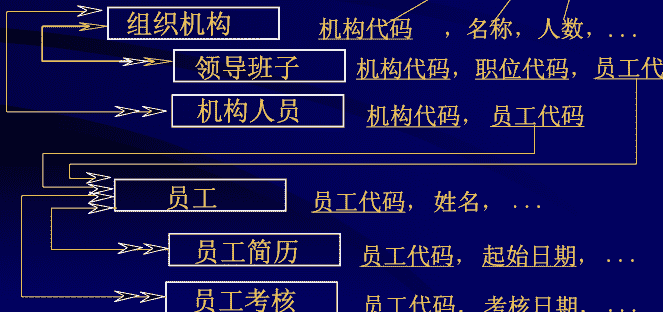 组织机构 机构代码 ,名称,人数,...
领导班子 机构代码,职位代码,员工代
机构人员 机构代码,员工代码
员工 员工代码,姓名, ...
员工简历 员工代码,起始日期,...
员工考核 员工代码,考核日期,...